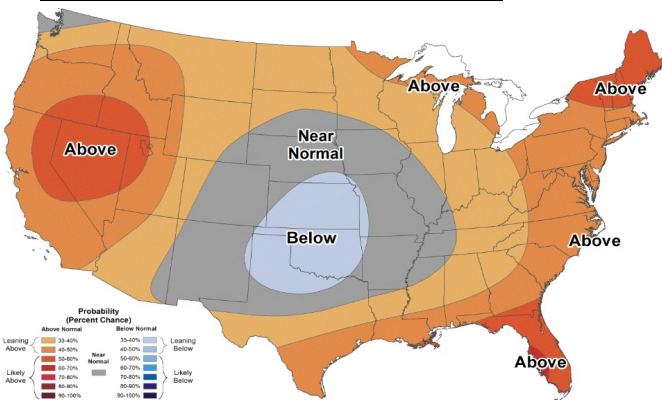 Above
Above
Near
Normal
Above
Below
Above
Above
Probability
(Percent Chance)
Above Normal
Below Normal
Leaning
Above
33-40%
40-50%
Likely
Above
50-60%
60-70%
70-80%
80-90%
90-100%
Near
Normal
33-40%
40-50%
Leaning
Below
50-60%
60-70%
70-80%
80-90%
90-100%
Likely
Below